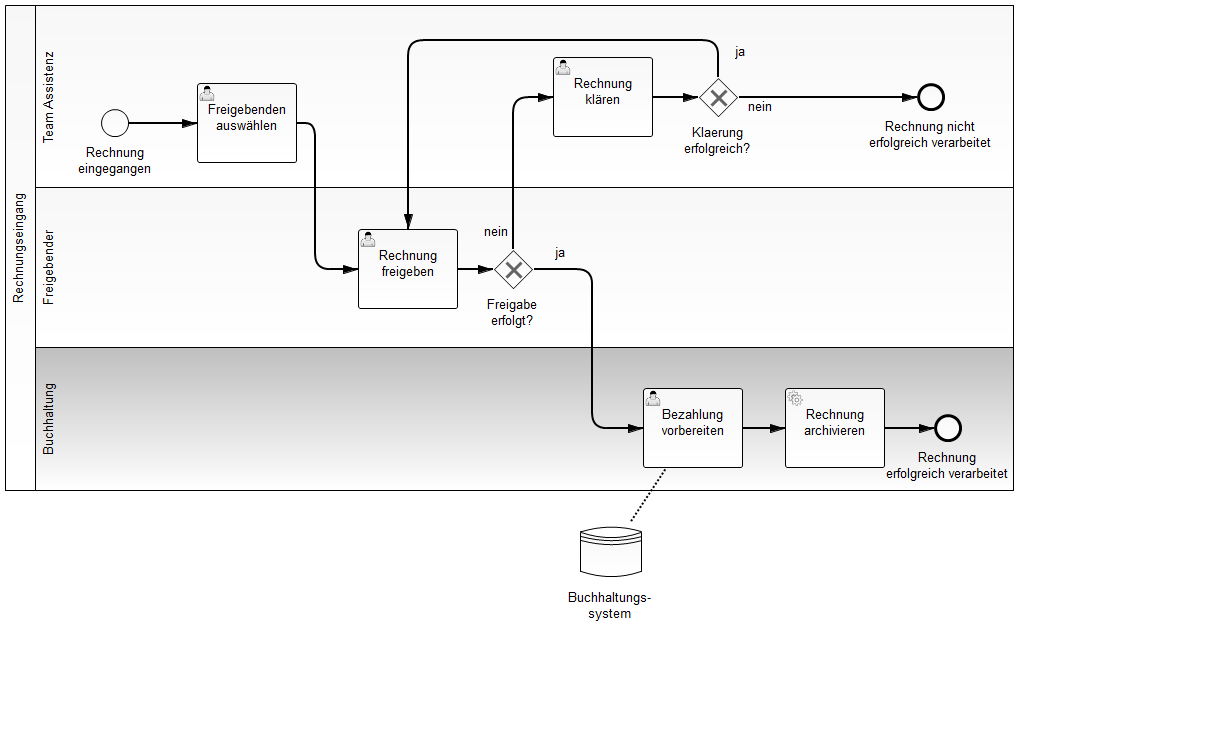 Rechnungseingang
Team Assistenz
Rechnung
eingegangen
Freigebenden
auswählen
Rechnung
klären
ja
nein
Klaerung
erfolgreich?
Rechnung nicht
erfolgreich verarbeitet
Freigebender
Rechnung
freigeben
nein
ja
Freigabe
erfolgt?
Buchhaltung
Bezahlung
vorbereiten
Rechnung
archivieren
Rechnung
erfolgreich verarbeitet
Buchhaltungs-
system